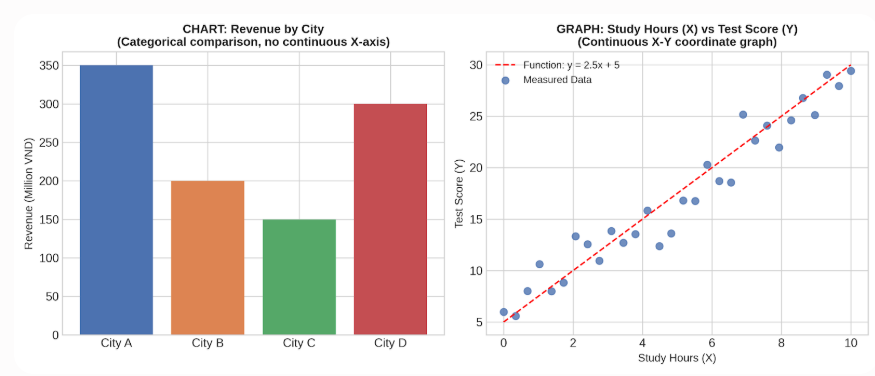 CHART: Revenue by City
(Categorical comparison, no continuous X-axis)
Revenue (Million VND)
350
300
250
200
150
100
50
0
City A
City B
City C
City D
GRAPH: Study Hours (X) vs Test Score (Y)
(Continuous X-Y coordinate graph)
Function: y = 2.5x + 5
Measured Data
Test Score (Y)
30
25
20
15
10
5
0
2
4
6
8
10
Study Hours (X)